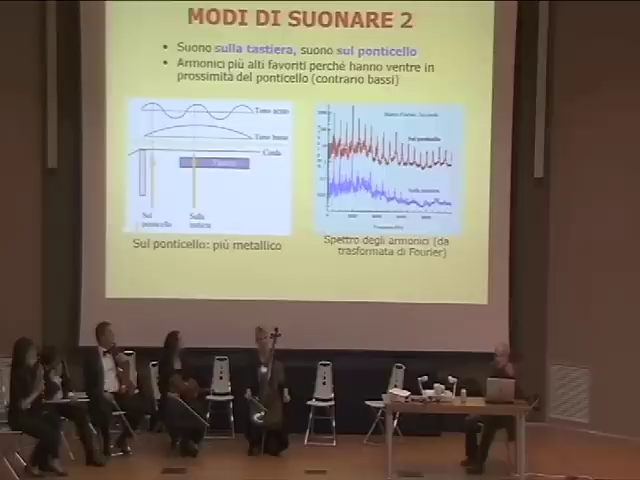 MODI DI SUONARE 2
• Suono sulla tastiera, suono sul ponticello
• Armonici più alti favoriti perché hanno ventre in
prossimità del ponticello (contrario bassi)
Tono acuto
Tono basso
Corda
Sul
ponticello
Sulla
tastiera
Sul ponticello
Sul ponticello: più metallico
Spettro degli armonici (da
trasformata di Fourier)